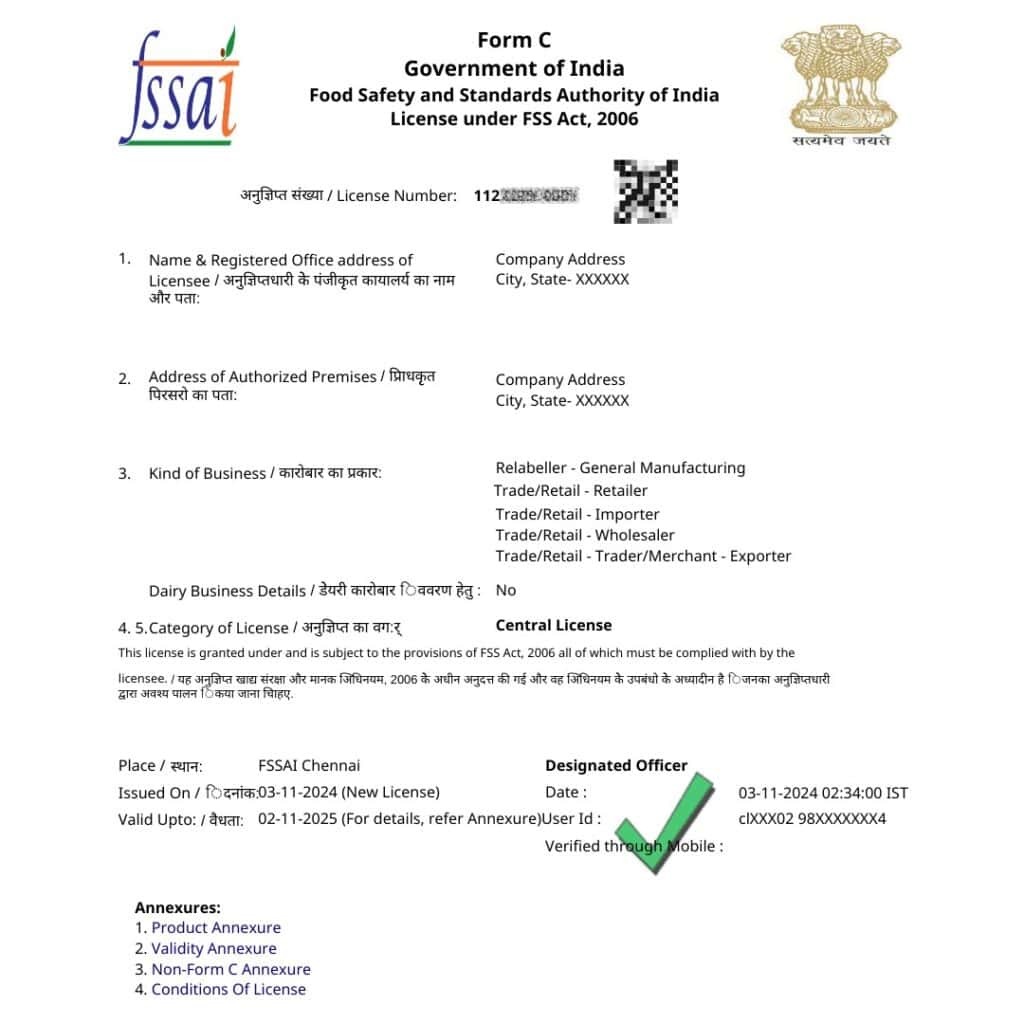 fssai
Form C
Government of India
Food Safety and Standards Authority of India
License under FSS Act, 2006
सत्यमेव जयते
अनुज्ञिप्त संख्या / License Number: 112
1. Name & Registered Office address of
Licensee / अनुज्ञिप्तधारी के पंजीकृत कायालर्य का नाम
और पता:
Company Address
City, State- XXXXXX
2. Address of Authorized Premises / प्रिाधकृत
पिरसरो का पता:
Company Address
City, State- XXXXXX
3. Kind of Business / कारोबार का प्रकार:
Relabeller - General Manufacturing
Trade/Retail - Retailer
Trade/Retail - Importer
Trade/Retail - Wholesaler
Trade/Retail - Trader/Merchant - Exporter
Dairy Business Details / डेयरी कारोबार िववरण हेतु : No
4. 5.Category of License / अनुज्ञिप्त का वगर्: Central License
This license is granted under and is subject to the provisions of FSS Act, 2006 all of which must be complied with by the
licensee. / यह अनुज्ञिप्त खाद्य संरक्षा और मानक अिधिनयम, 2006 के अधीन अनुदत्त की गई और वह अिधिनयम के उपबंधो के अध्यादीन है िजनका अनुज्ञिप्तधारी
द्वारा अवश्य पालन िकया जाना चािहए.
Place / स्थान: FSSAI Chennai
Issued On / िदनांक:03-11-2024 (New License)
Valid Upto: / वैधता: 02-11-2025 (For details, refer Annexure)
Designated Officer
Date : 03-11-2024 02:34:00 IST
User Id : clXXX02 98XXXXXXX4
Verified through Mobile :
Annexures:
1. Product Annexure
2. Validity Annexure
3. Non-Form C Annexure
4. Conditions Of License